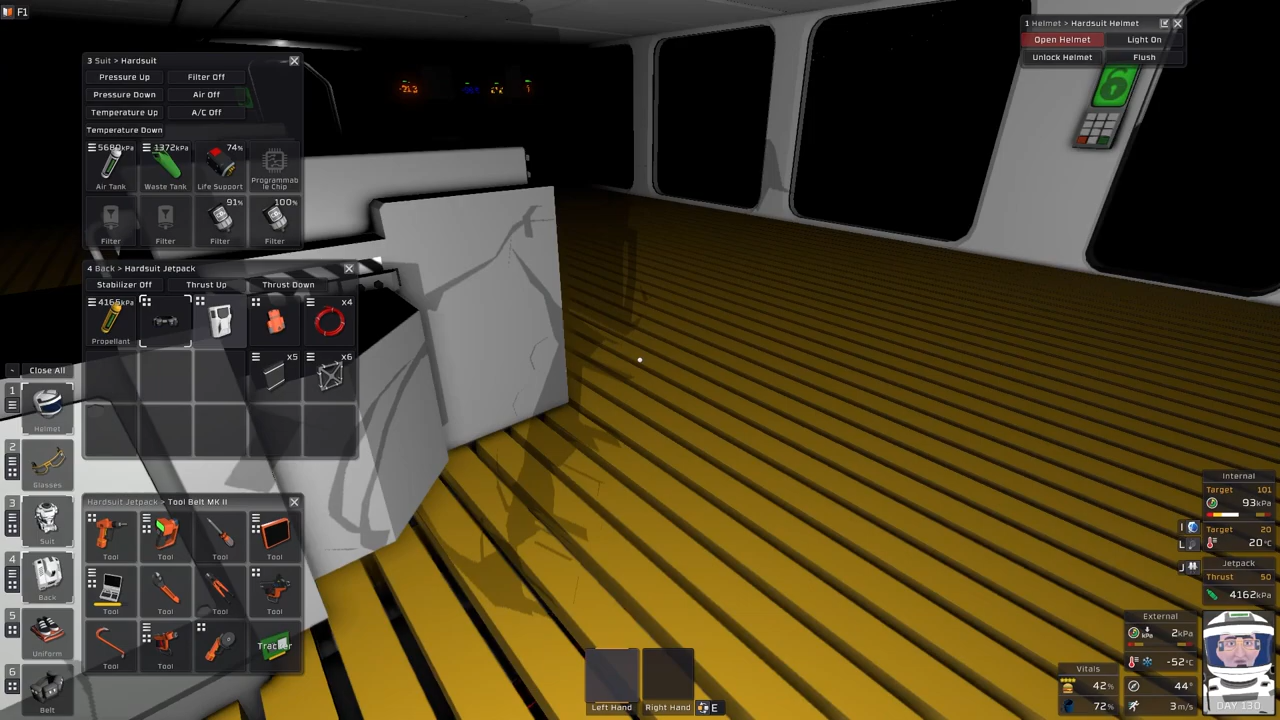 F1
3 Suit > Hardsuit
Pressure Up
Filter Off
Pressure Down
Air Off
Temperature Up
A/C Off
Temperature Down
5680kPa
1372kPa
74%
Air Tank
Waste Tank
Life Support
Programmab
le Chip
91%
100%
Filter
Filter
Filter
Filter
4 Back > Hardsuit Jetpack
Stabilizer Off
Thrust Up
Thrust Down
4165kPa
x4
Propellant
x5
x6
Close All
1
Helmet
2
Glasses
3
Suit
4
Back
5
Uniform
6
Belt
Hardsuit Jetpack > Tool Belt MK II
Tool
Tool
Tool
Tool
Tool
Tool
Tool
Tool
Tool
Tool
Tool
Tracker
1 Helmet > Hardsuit Helmet
Open Helmet
Light On
Unlock Helmet
Flush
6
Left Hand
Right Hand
E
Internal
Target 101
93kPa
Target 20
20°C
Jetpack
Thrust 50
4162kPa
I
L
J
External
2kPa
-52°C
44°
3m/s
Vitals
42%
72%
DAY 130